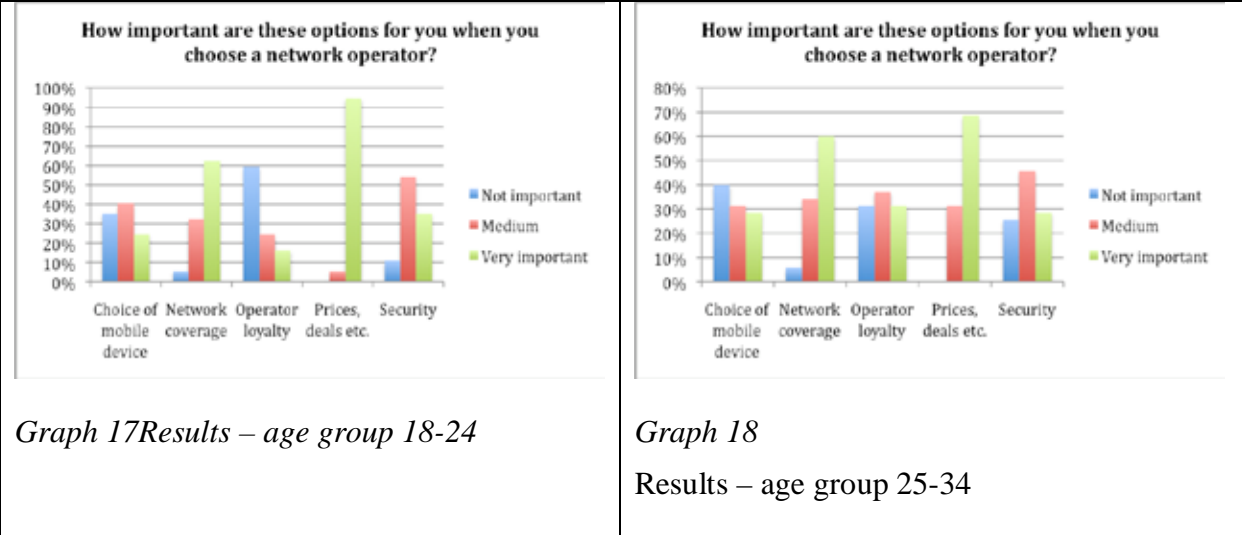 How important are these options for you when you
choose a network operator?
100%
90%
80%
70%
60%
50%
40%
30%
20%
10%
0%
Choice of
mobile
device
Network
coverage
Operator
loyalty
Prices,
deals etc.
Security
Not important
Medium
Very important
Graph 17Results – age group 18-24
How important are these options for you when you
choose a network operator?
80%
70%
60%
50%
40%
30%
20%
10%
0%
Choice of
mobile
device
Network
coverage
Operator
loyalty
Prices,
deals etc.
Security
Not important
Medium
Very important
Graph 18
Results – age group 25-34